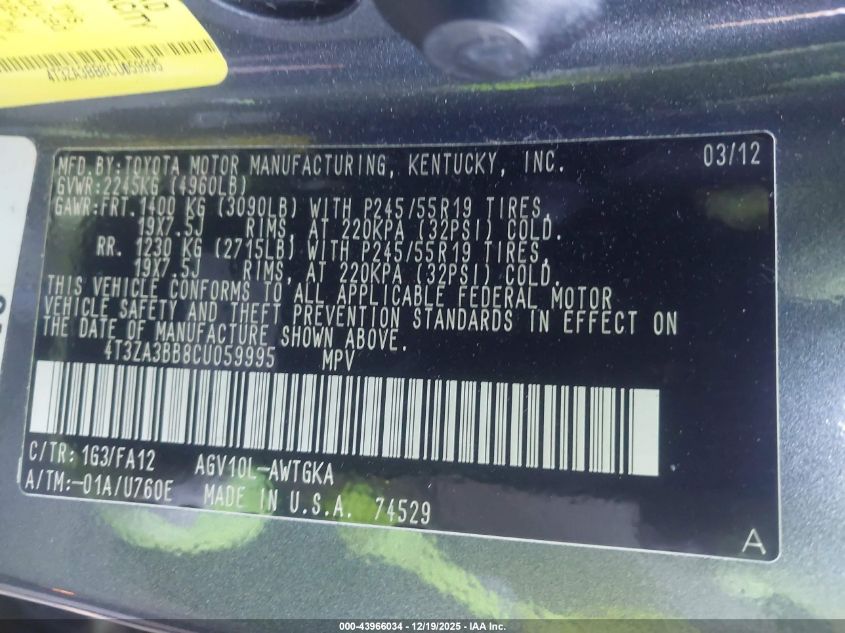 4T3ZA3BB8CU059995
MFD.BY:TOYOTA MOTOR MANUFACTURING, KENTUCKY, INC. 03/12
GVWR:2245KG (4960LB)
GAWR:FRT.1400 KG (3090LB) WITH P245/55R19 TIRES,
19X7.5J RIMS, AT 220KPA (32PSI) COLD.
RR. 1230 KG (2715LB) WITH P245/55R19 TIRES,
19X7.5J RIMS, AT 220KPA (32PSI) COLD.
THIS VEHICLE CONFORMS TO ALL APPLICABLE FEDERAL MOTOR
VEHICLE SAFETY AND THEFT PREVENTION STANDARDS IN EFFECT ON
THE DATE OF MANUFACTURE SHOWN ABOVE.
4T3ZA3BB8CU059995 MPV
C/TR: 1G3/FA12 AGV10L-AWTGKA
A/TM:-01A/U760E MADE IN U.S.A. 74529
A
000-43966034 - 12/19/2025 - IAA Inc.